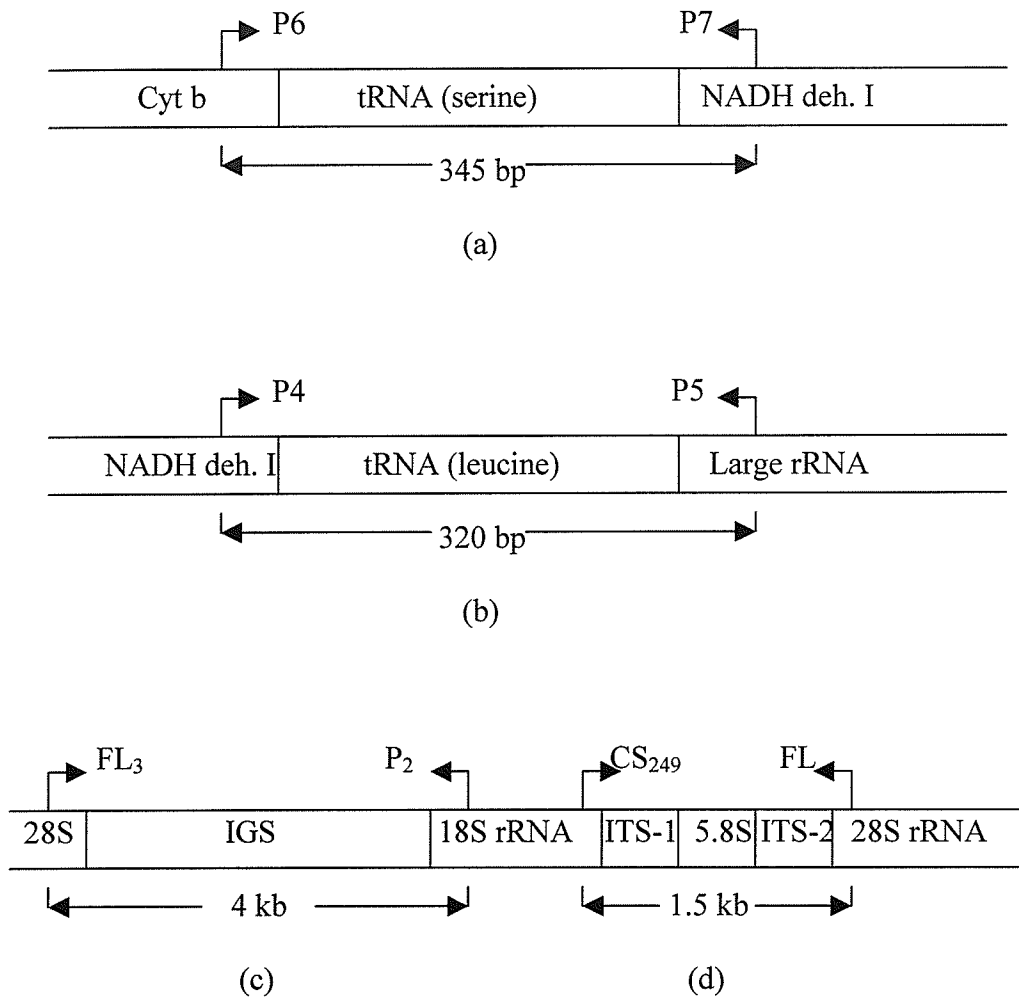 P6 P7
Cyt b tRNA (serine) NADH deh. I
345 bp
(a)
P4 P5
NADH deh. I tRNA (leucine) Large rRNA
320 bp
(b)
FL₃ P₂ CS₂₄₉ FL
28S IGS 18S rRNA ITS-1 5.8S ITS-2 28S rRNA
4 kb 1.5 kb
(c) (d)